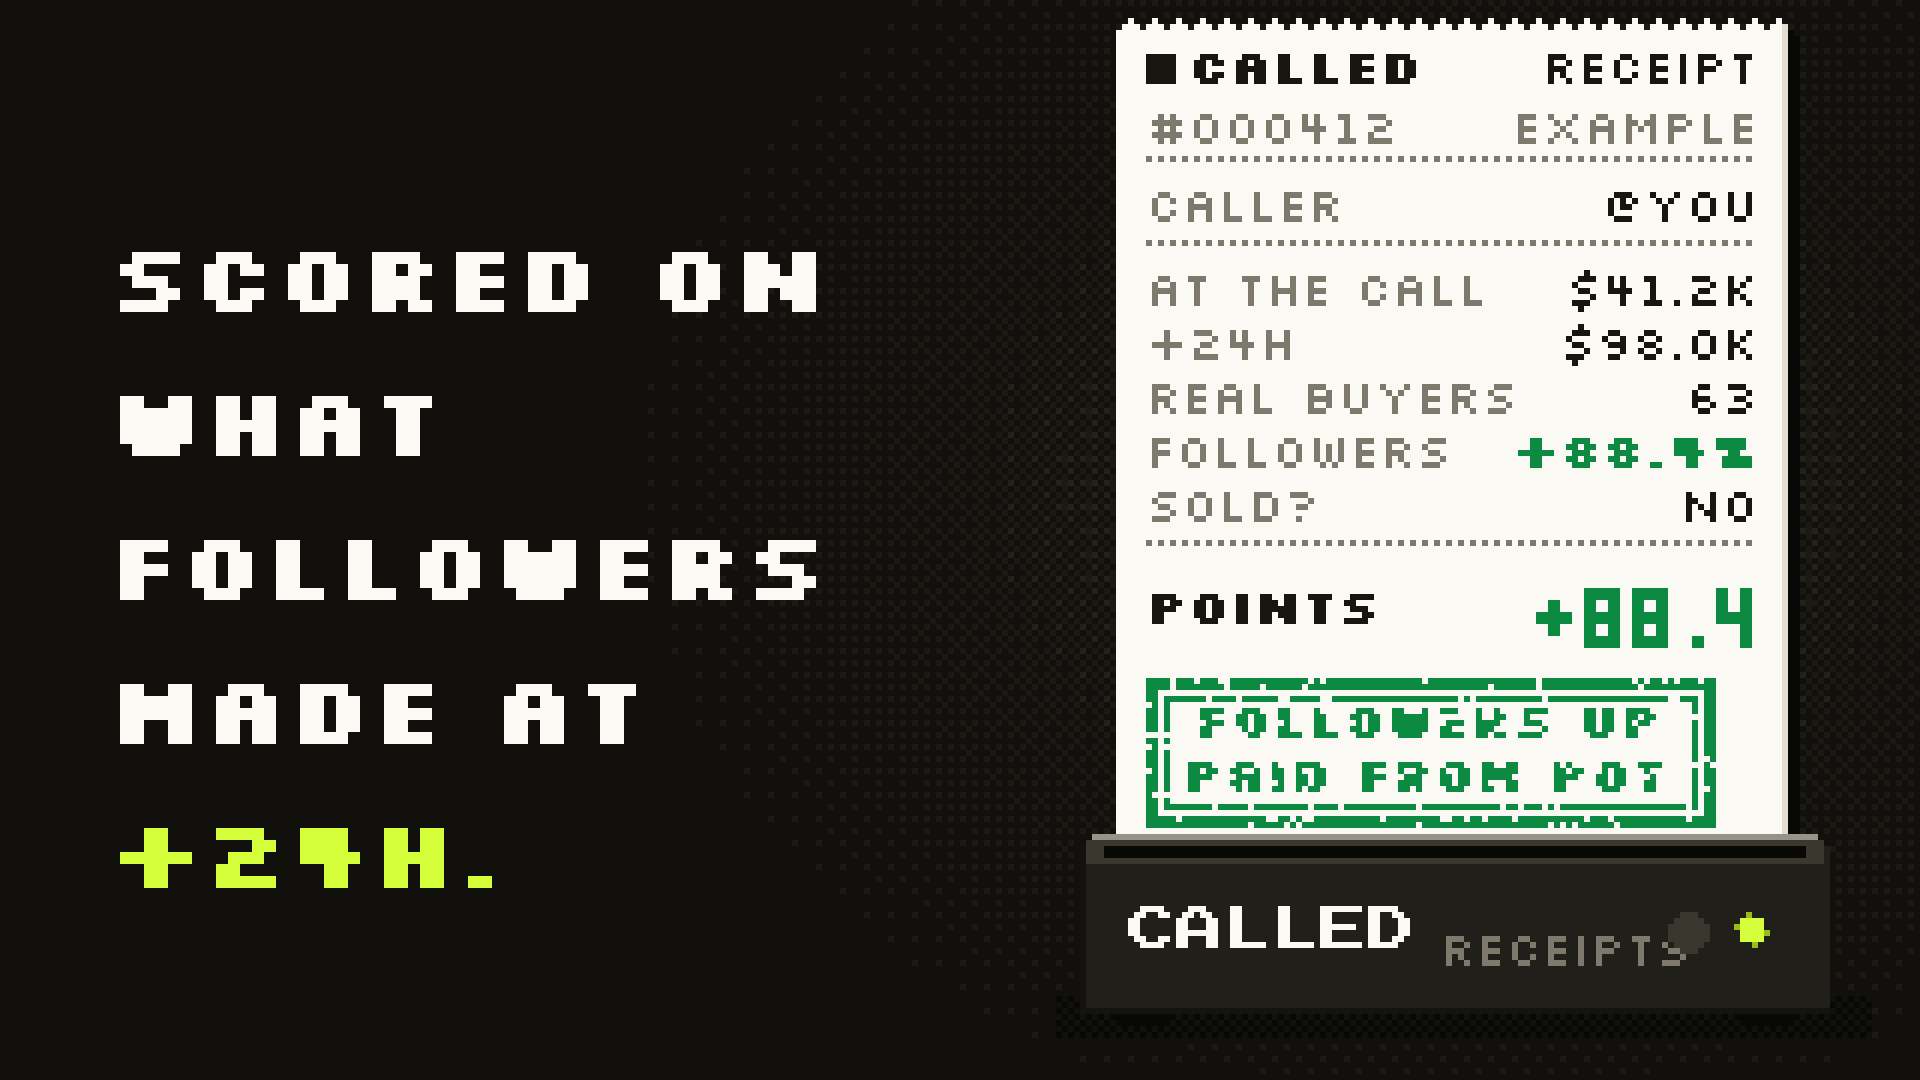 SCORED ON
WHAT
FOLLOWERS
MADE AT
+24H.
CALLED RECEIPT
#000412 EXAMPLE
CALLER @YOU
AT THE CALL $41.2K
+24H $98.0K
REAL BUYERS 63
FOLLOWERS +88.4%
SOLD? NO
POINTS +88.4
FOLLOWERS UP
PAID FROM POT
CALLED RECEIPTS